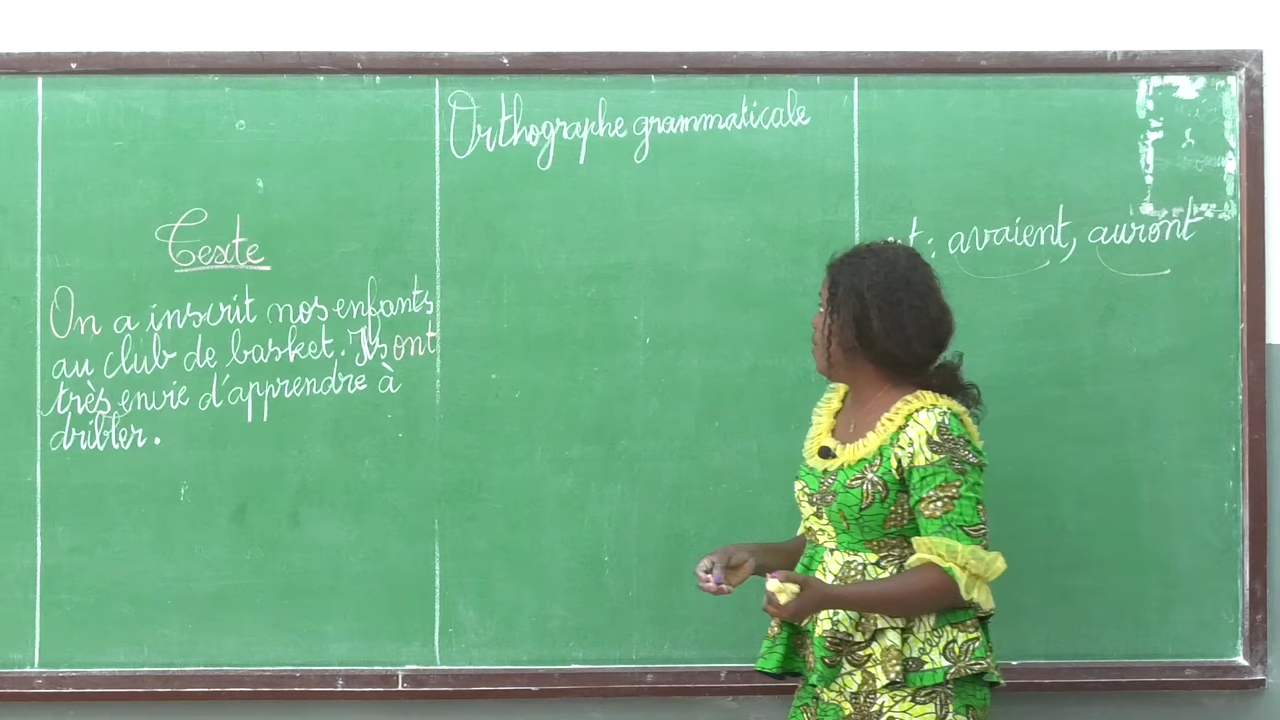 Texte
On a inscrit nos enfants
au club de basket. Ils ont
très envie d'apprendre à
dribler.
Orthographe grammaticale
: avaient, auront